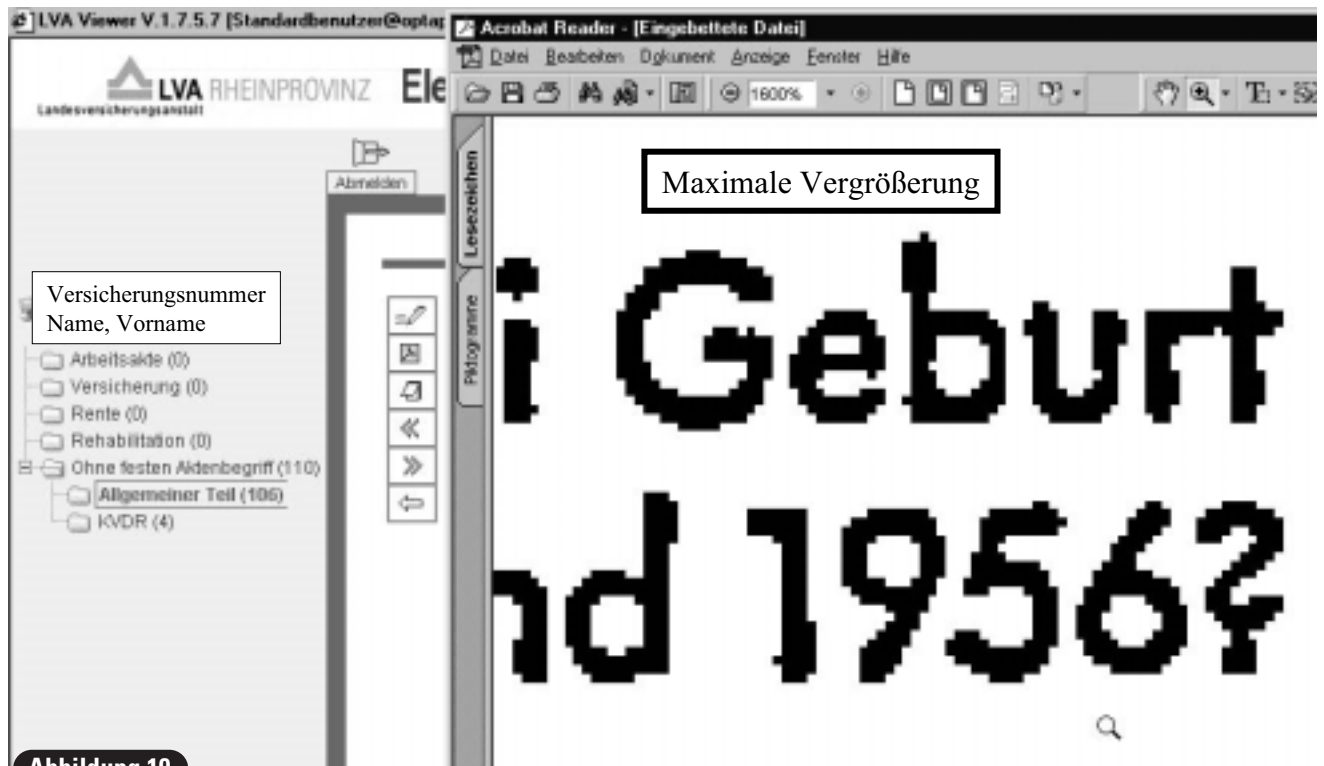 LVA Viewer V.1.7.5.7 [Standardbenutzer@optap
LVA RHEINPROVINZ
Landesversicherungsanstalt
Ele
Abmelden
Versicherungsnummer
Name, Vorname
Arbeitsakte (0)
Versicherung (0)
Rente (0)
Rehabilitation (0)
Ohne festen Aktenbegriff (110)
Allgemeiner Teil (106)
KVDR (4)
Abbildung 10
Acrobat Reader - [Eingebettete Datei]
Datei Bearbeiten Dokument Anzeige Fenster Hilfe
1600%
Lesezeichen
Piktogramme
Maximale Vergrößerung
i Geburt
nd 1956?